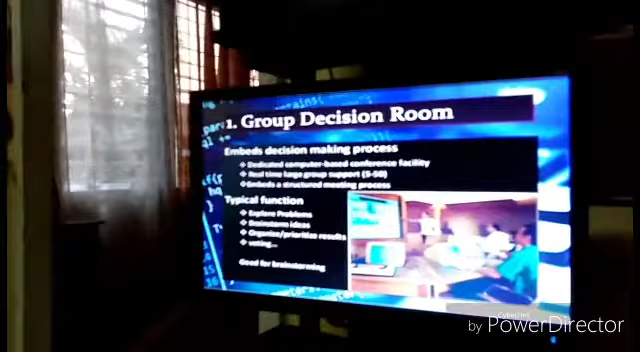 1. Group Decision Room
Embeds decision making process
❖ Dedicated computer-based conference facility
❖ Real time large group support (5-50)
❖ Embeds a structured meeting process
Typical function
❖ Explore Problems
❖ Brainstorm ideas
❖ Organize/prioritize results
❖ voting...
Good for brainstorming
CyberLink
by PowerDirector